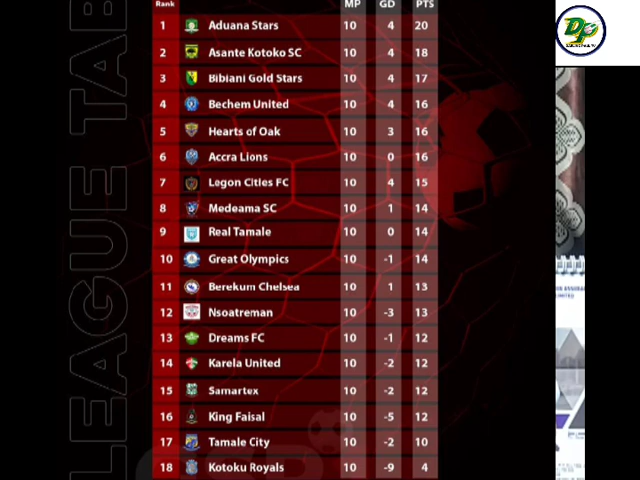 Rank MP GD PTS
1 Aduana Stars 10 4 20
2 Asante Kotoko SC 10 4 18
3 Bibiani Gold Stars 10 4 17
4 Bechem United 10 4 16
5 Hearts of Oak 10 3 16
6 Accra Lions 10 0 16
7 Legon Cities FC 10 4 15
8 Medeama SC 10 1 14
9 Real Tamale 10 0 14
10 Great Olympics 10 -1 14
11 Berekum Chelsea 10 1 13
12 Nsoatreman 10 -3 13
13 Dreams FC 10 -1 12
14 Karela United 10 -2 12
15 Samartex 10 -2 12
16 King Faisal 10 -5 12
17 Tamale City 10 -2 10
18 Kotoku Royals 10 -9 4
LEAGUE TAB
DP